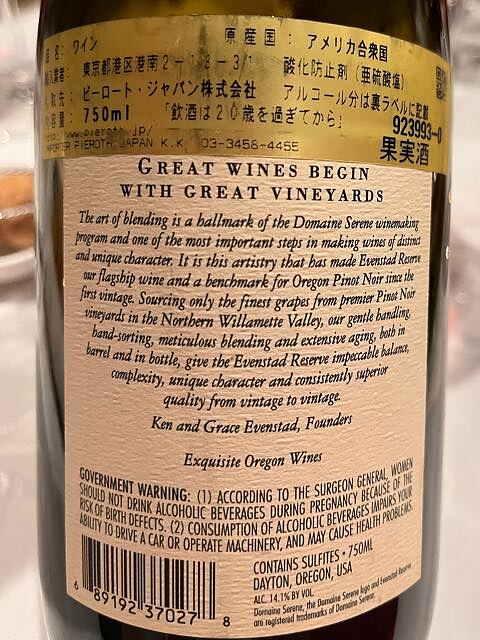 名: ワイン 原産国: アメリカ合衆国
東京都港区港南2-13-31 酸化防止剤(亜硫酸塩)
ピーロート・ジャパン株式会社 アルコール分は裏ラベルに記載
容量: 750ml 「飲酒は20歳を過ぎてから」
923993-0
IMPORTER PIEROTH JAPAN K.K. 03-3458-4455
果実酒
GREAT WINES BEGIN
WITH GREAT VINEYARDS
The art of blending is a hallmark of the Domaine Serene winemaking
program and one of the most important steps in making wines of distinct
and unique character. It is this artistry that has made Evenstad Reserve
our flagship wine and a benchmark for Oregon Pinot Noir since the
first vintage. Sourcing only the finest grapes from premier Pinot Noir
vineyards in the Northern Willamette Valley, our gentle handling,
hand-sorting, meticulous blending and extensive aging, both in
barrel and in bottle, give the Evenstad Reserve impeccable balance,
complexity, unique character and consistently superior
quality from vintage to vintage.
Ken and Grace Evenstad, Founders
Exquisite Oregon Wines
GOVERNMENT WARNING: (1) ACCORDING TO THE SURGEON GENERAL, WOMEN
SHOULD NOT DRINK ALCOHOLIC BEVERAGES DURING PREGNANCY BECAUSE OF THE
RISK OF BIRTH DEFECTS. (2) CONSUMPTION OF ALCOHOLIC BEVERAGES IMPAIRS YOUR
ABILITY TO DRIVE A CAR OR OPERATE MACHINERY, AND MAY CAUSE HEALTH PROBLEMS.
CONTAINS SULFITES • 750ML
DAYTON, OREGON, USA
ALC. 14.1% BY VOL.
Domaine Serene, the Domaine Serene logo and Evenstad Reserve
are registered trademarks of Domaine Serene.
6 89192 37027 8